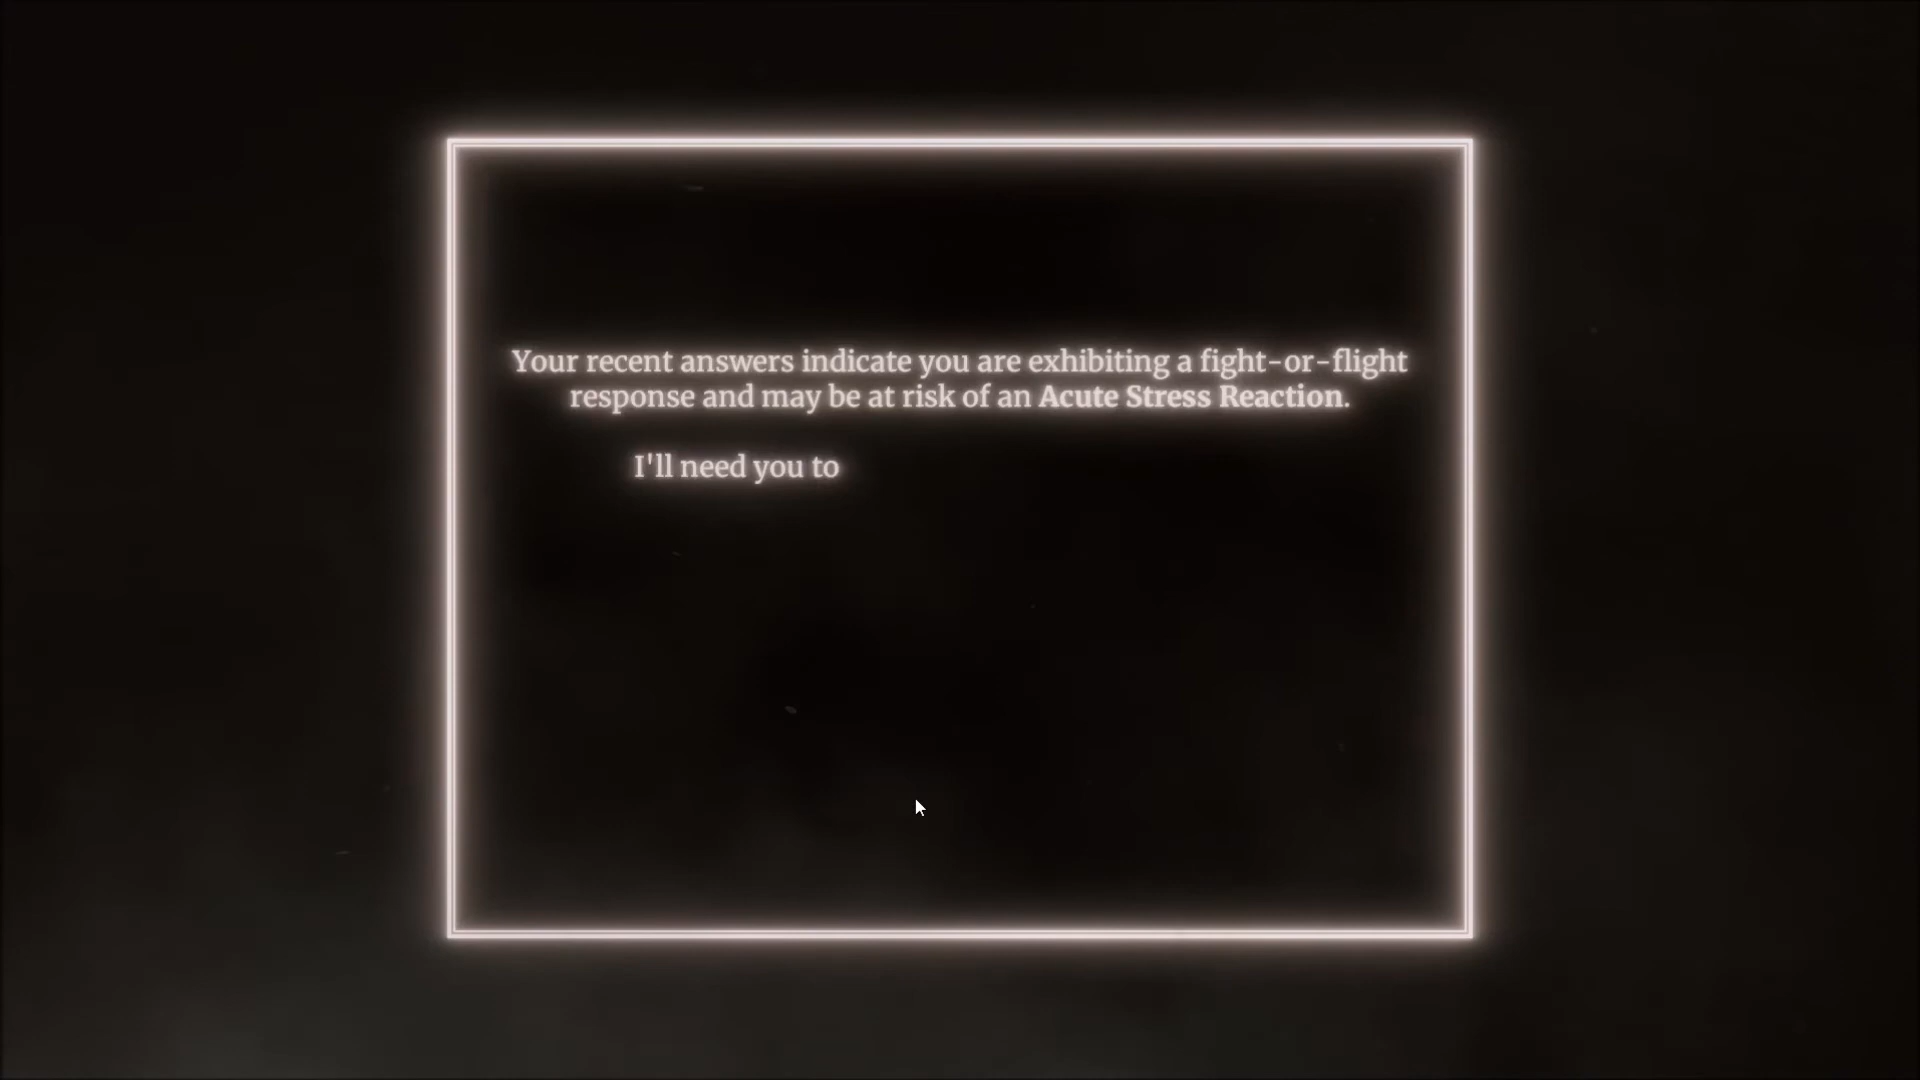 Your recent answers indicate you are exhibiting a fight-or-flight
response and may be at risk of an Acute Stress Reaction.
I'll need you to